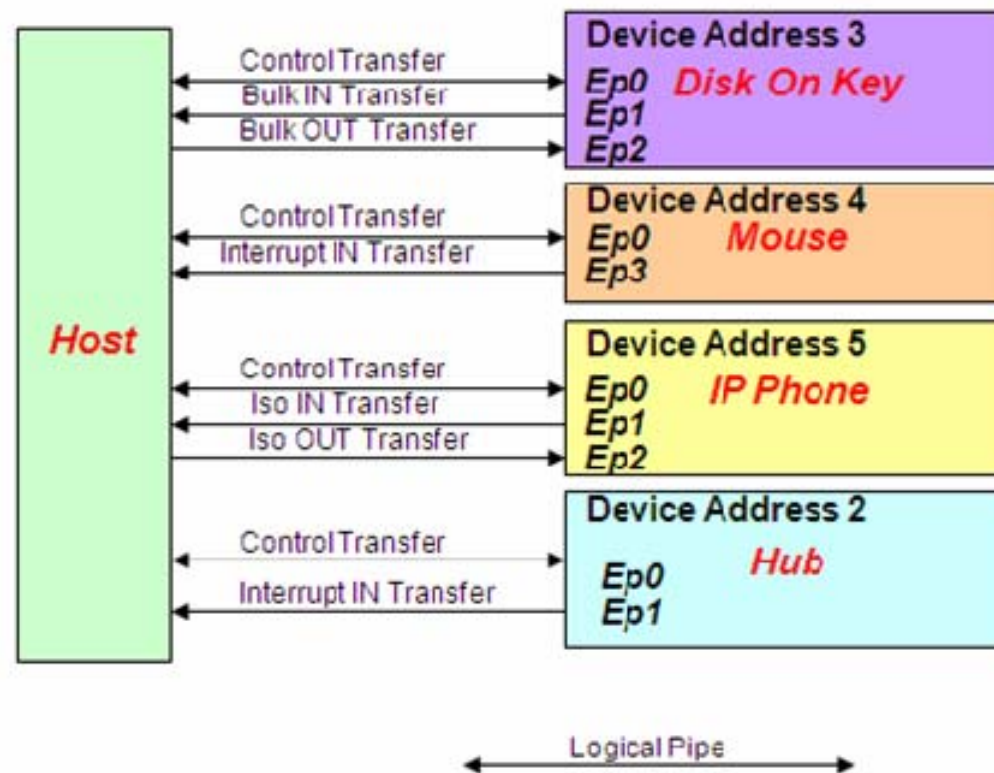 Host
Control Transfer
Bulk IN Transfer
Bulk OUT Transfer
Device Address 3
Ep0 Disk On Key
Ep1
Ep2
Control Transfer
Interrupt IN Transfer
Device Address 4
Ep0 Mouse
Ep3
Control Transfer
Iso IN Transfer
Iso OUT Transfer
Device Address 5
Ep0 IP Phone
Ep1
Ep2
Control Transfer
Interrupt IN Transfer
Device Address 2
Hub
Ep0
Ep1
Logical Pipe